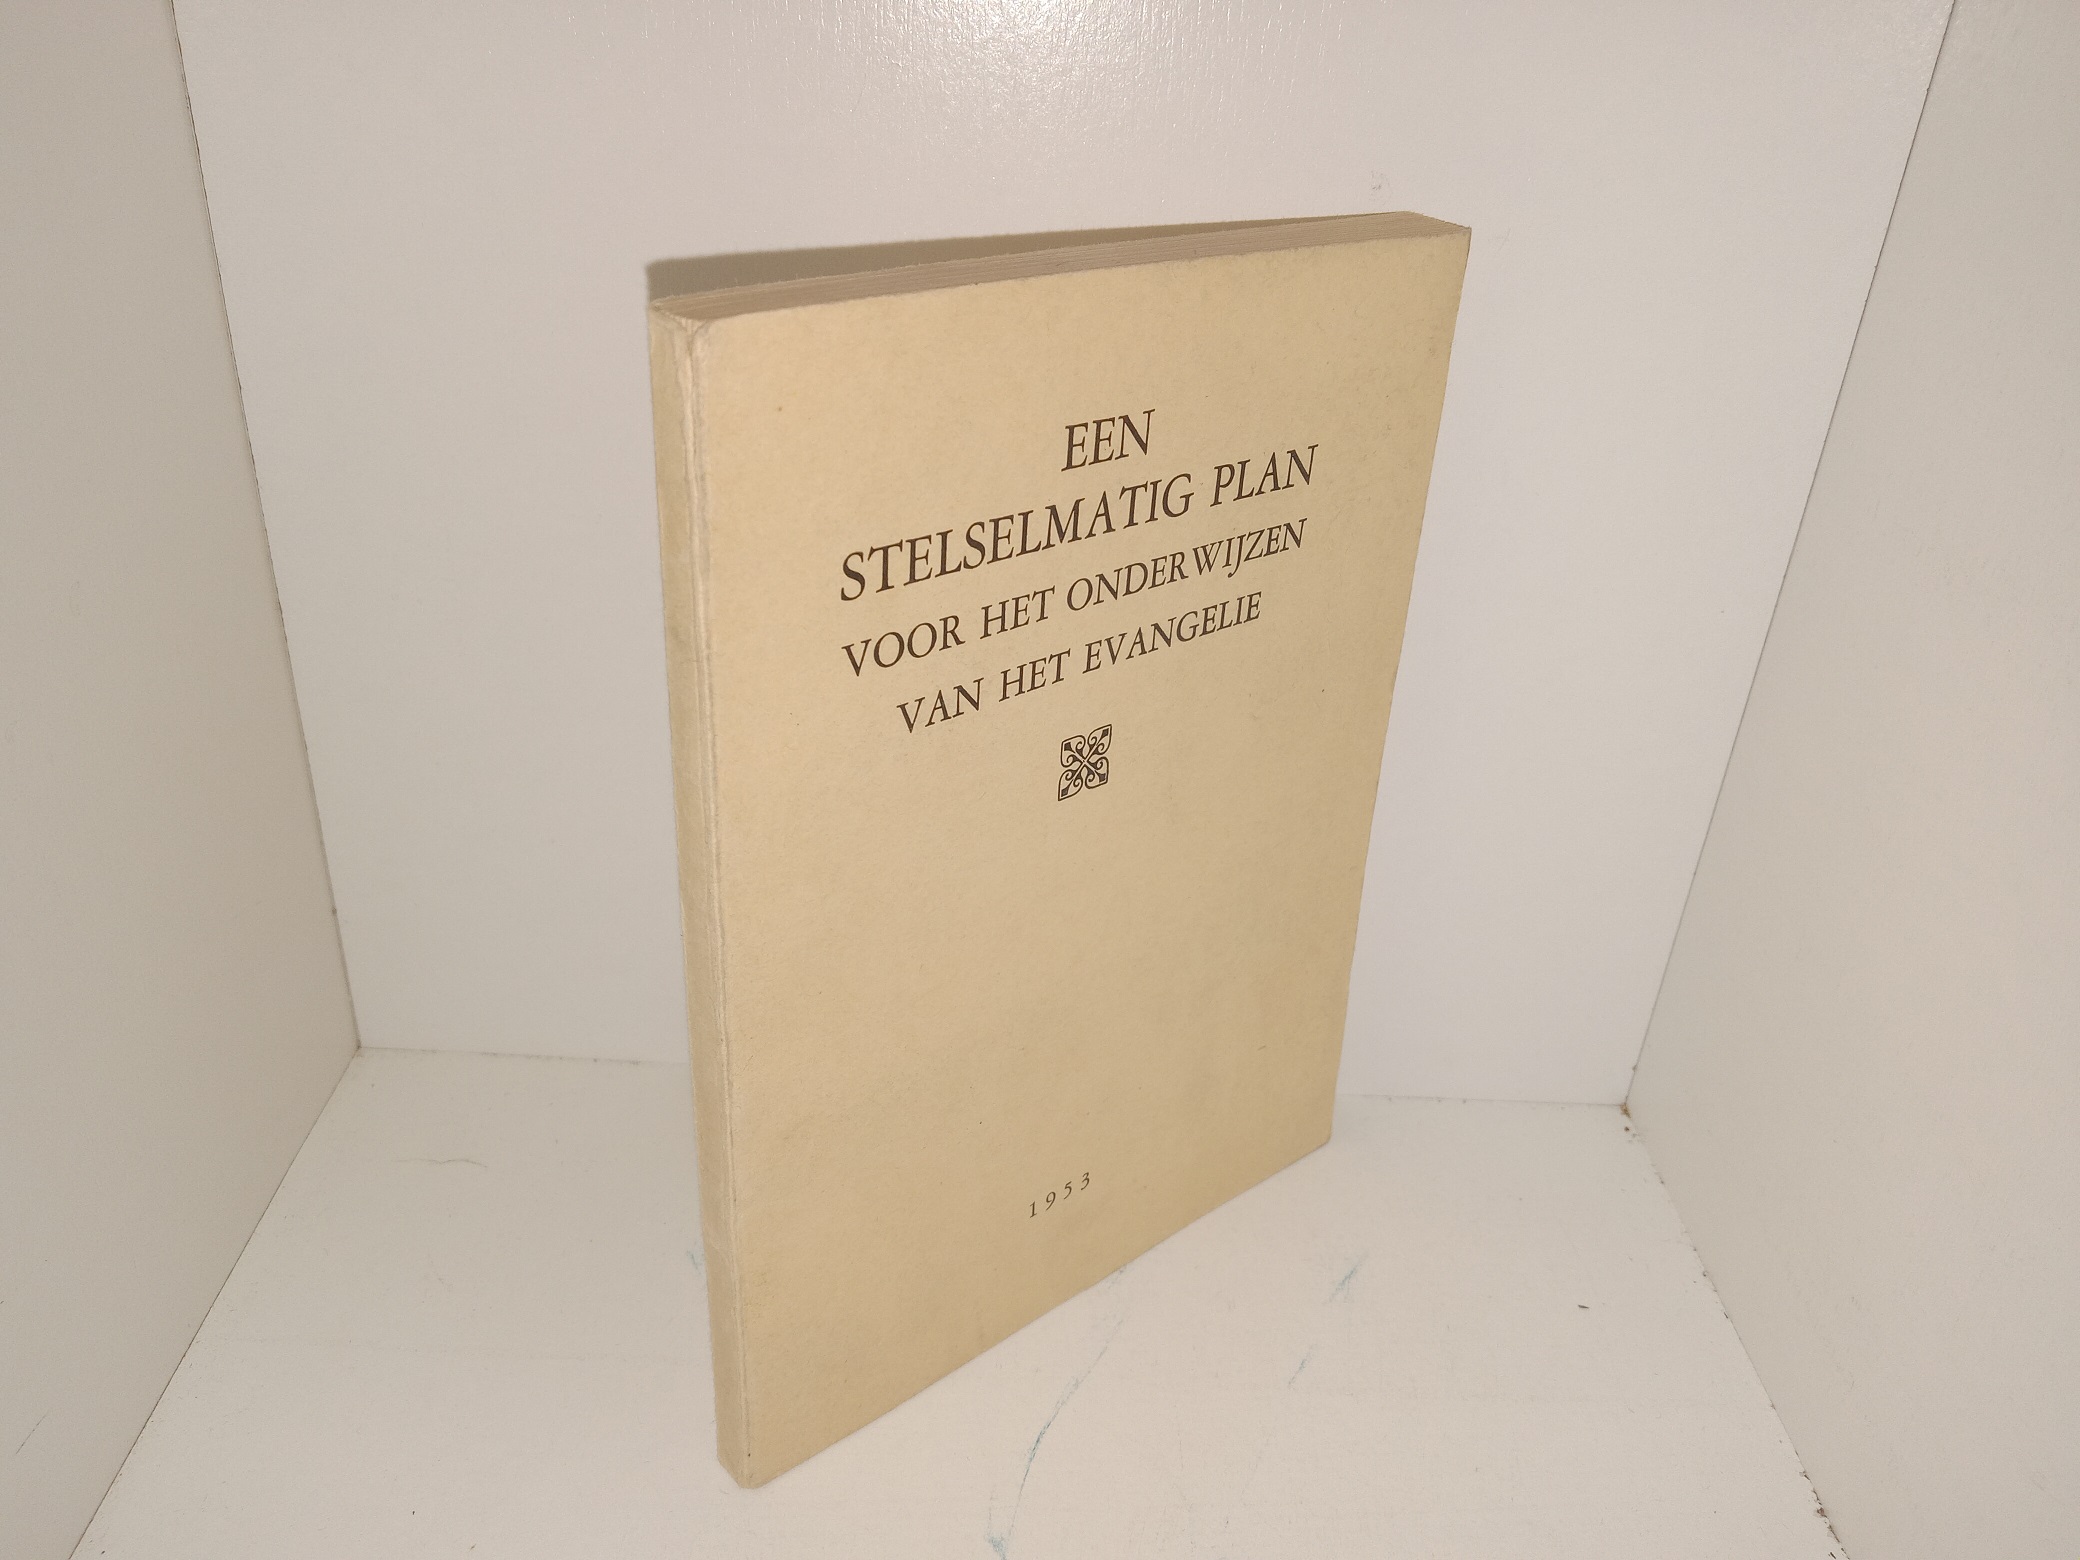 EEN
STELSELMATIG PLAN
VOOR HET ONDERWIJZEN
VAN HET EVANGELIE
1953